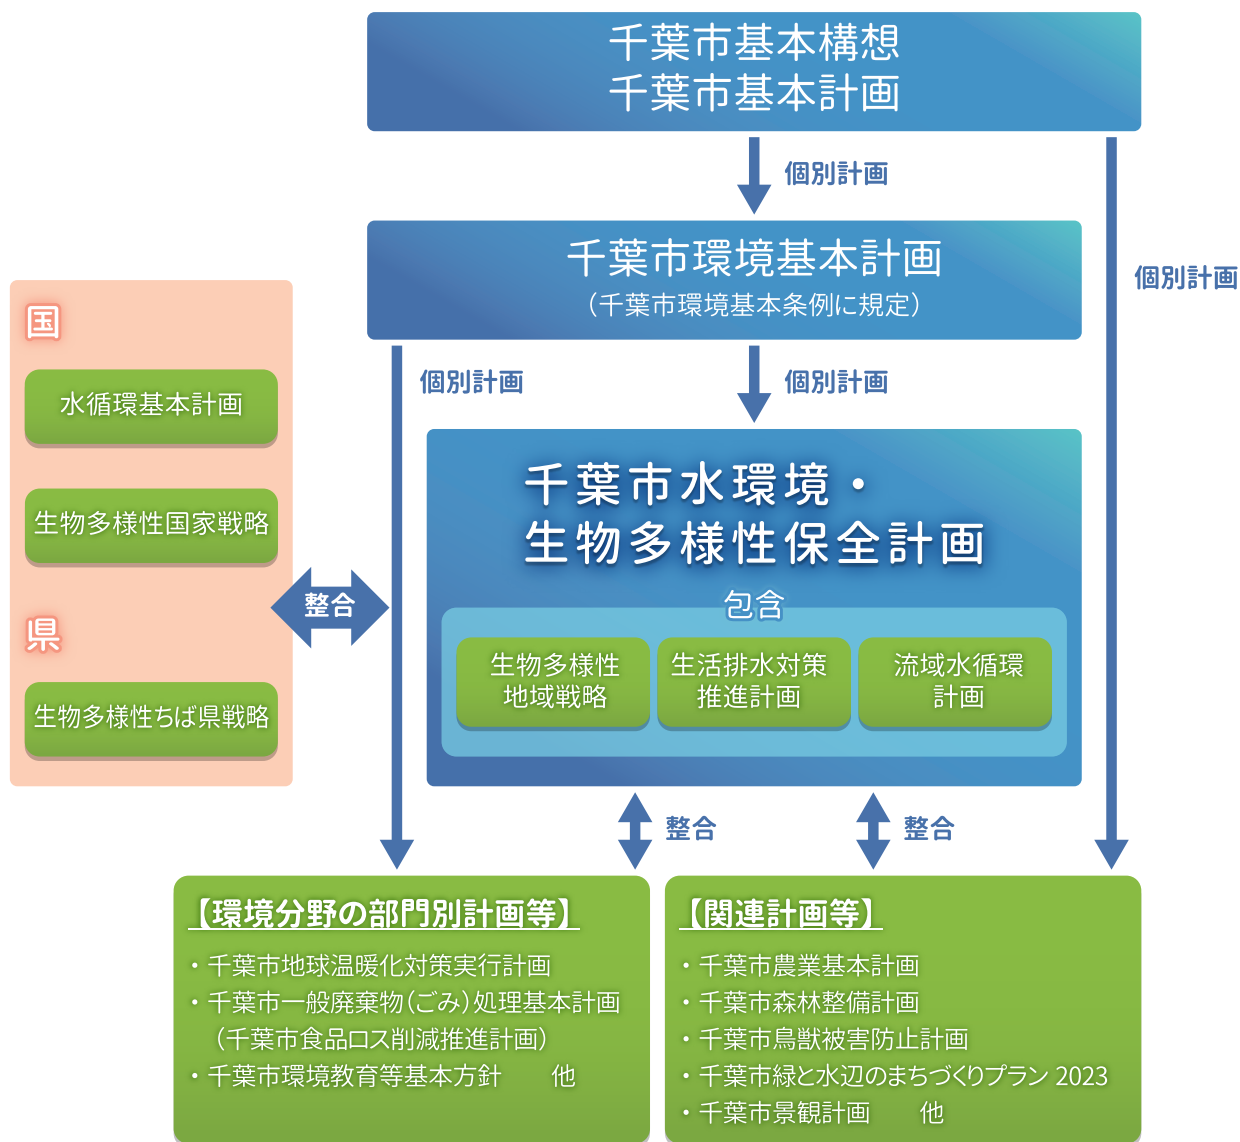 千葉市基本構想
千葉市基本計画
個別計画
個別計画
千葉市環境基本計画
（千葉市環境基本条例に規定）
個別計画
個別計画
国
水循環基本計画
生物多様性国家戦略
県
生物多様性ちば県戦略
整合
千葉市水環境・
生物多様性保全計画
包含
生物多様性
地域戦略
生活排水対策
推進計画
流域水循環
計画
整合
整合
【環境分野の部門別計画等】
・千葉市地球温暖化対策実行計画
・千葉市一般廃棄物（ごみ）処理基本計画
（千葉市食品ロス削減推進計画）
・千葉市環境教育等基本方針　　他
【関連計画等】
・千葉市農業基本計画
・千葉市森林整備計画
・千葉市鳥獣被害防止計画
・千葉市緑と水辺のまちづくりプラン 2023
・千葉市景観計画　　他